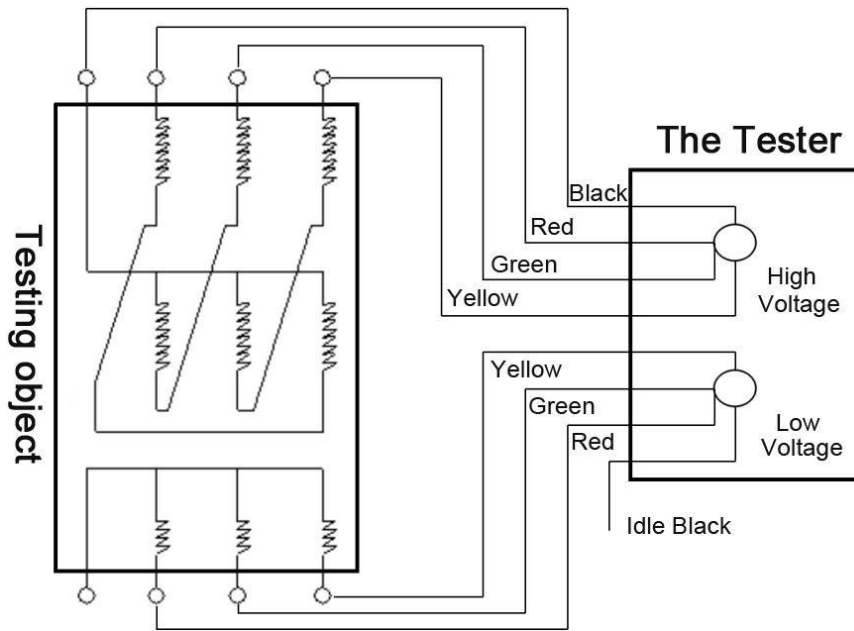 The Tester
Black
Red
Green
Yellow
High
Voltage
Testing object
Yellow
Green
Red
Low
Voltage
Idle Black